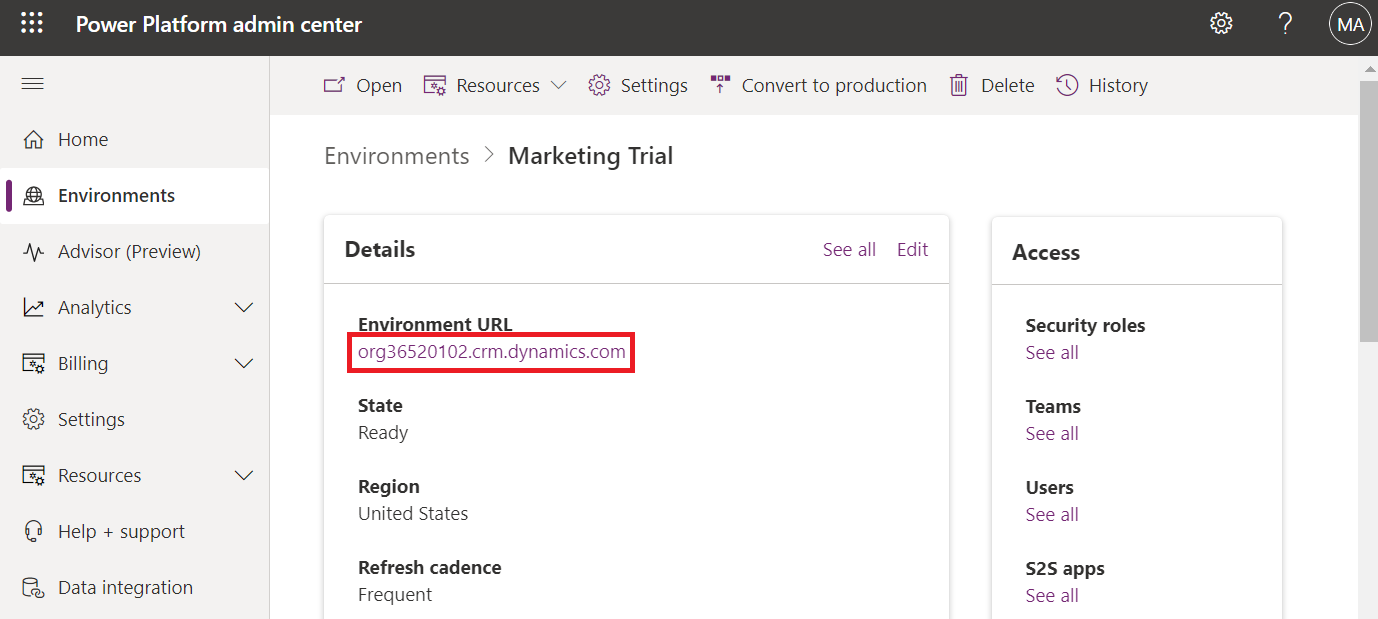 Power Platform admin center
MA
Open
Resources
Settings
Convert to production
Delete
History
Home
Environments
Advisor (Preview)
Analytics
Billing
Settings
Resources
Help + support
Data integration
Environments > Marketing Trial
Details
See all
Edit
Environment URL
org36520102.crm.dynamics.com
State
Ready
Region
United States
Refresh cadence
Frequent
Access
Security roles
See all
Teams
See all
Users
See all
S2S apps
See all